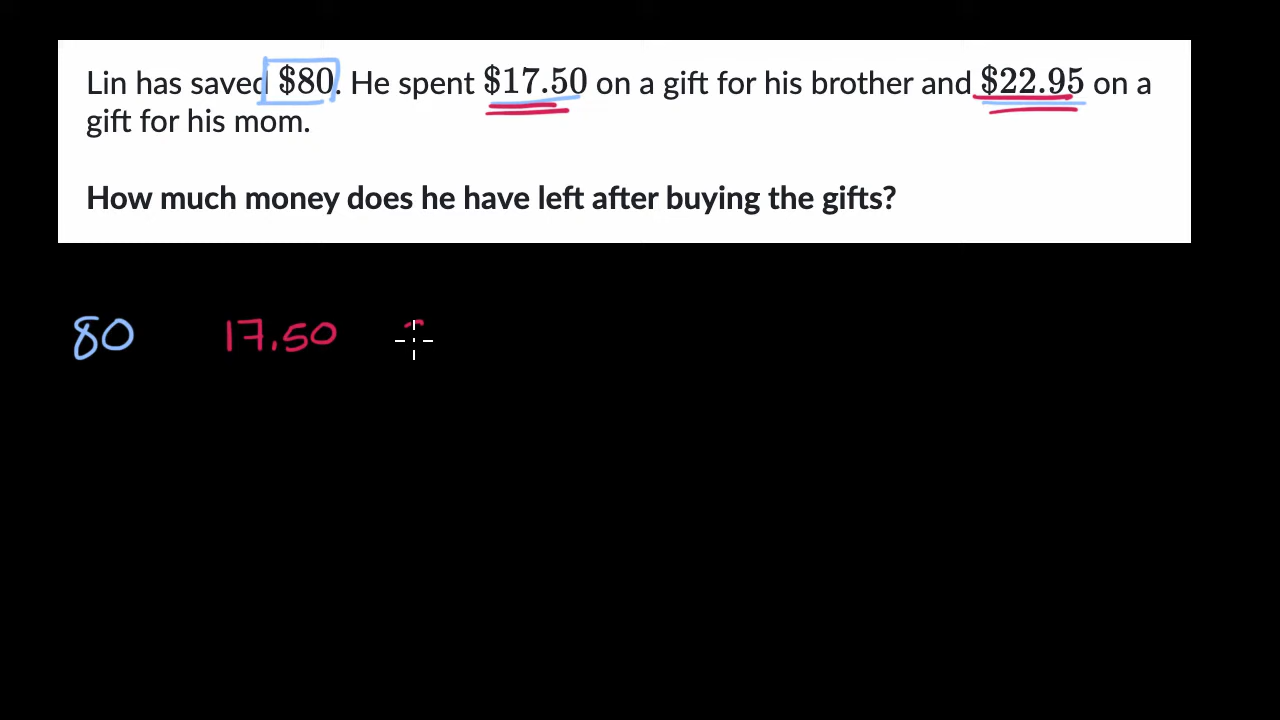 Lin has saved $80. He spent $17.50 on a gift for his brother and $22.95 on a
gift for his mom.
How much money does he have left after buying the gifts?
80 17.50